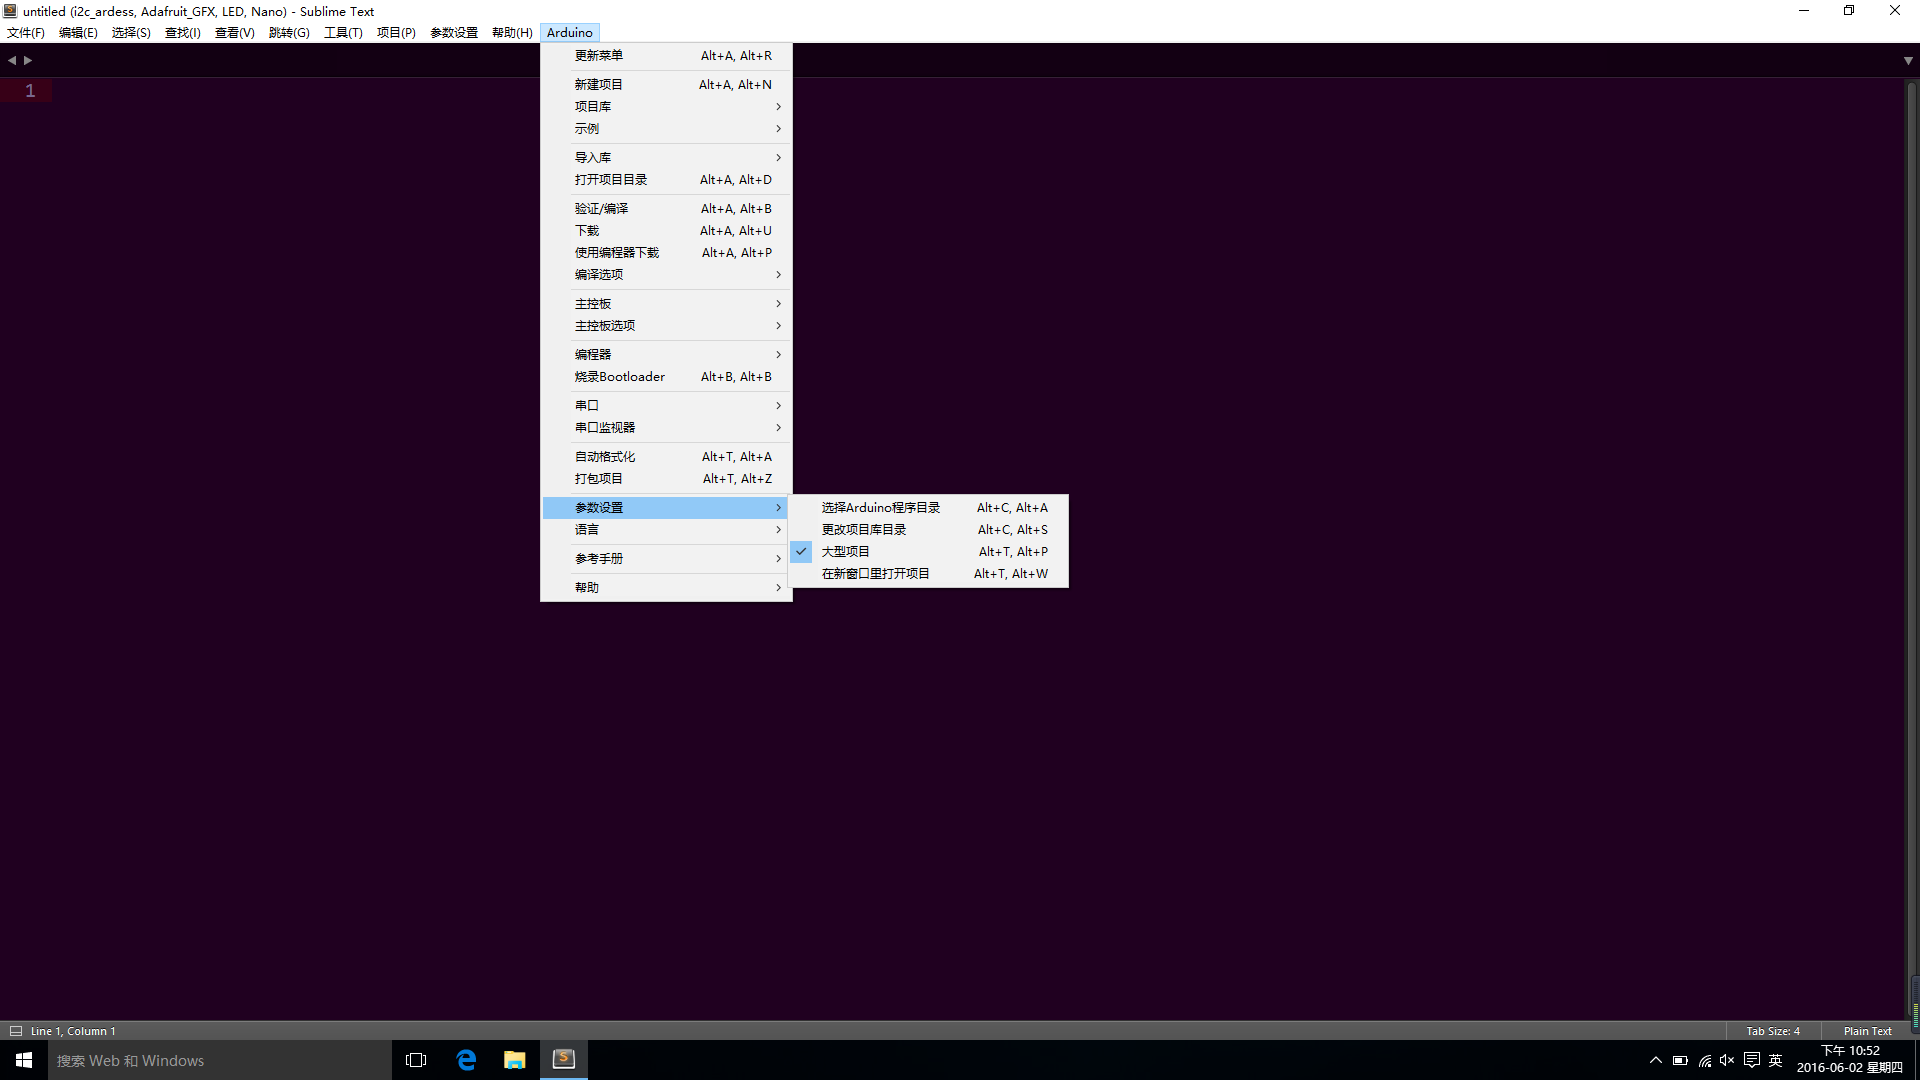 untitled (i2c_ardess, Adafruit_GFX, LED, Nano) - Sublime Text
文件(F) 编辑(E) 选择(S) 查找(I) 查看(V) 跳转(G) 工具(T) 项目(P) 参数设置 帮助(H) Arduino
1
更新菜单 Alt+A, Alt+R
新建项目 Alt+A, Alt+N
项目库
示例
导入库
打开项目目录 Alt+A, Alt+D
验证/编译 Alt+A, Alt+B
下载 Alt+A, Alt+U
使用编程器下载 Alt+A, Alt+P
编译选项
主控板
主控板选项
编程器
烧录Bootloader Alt+B, Alt+B
串口
串口监视器
自动格式化 Alt+T, Alt+A
打包项目 Alt+T, Alt+Z
参数设置
语言
参考手册
帮助
选择Arduino程序目录 Alt+C, Alt+A
更改项目库目录 Alt+C, Alt+S
大型项目 Alt+T, Alt+P
在新窗口里打开项目 Alt+T, Alt+W
Line 1, Column 1 Tab Size: 4 Plain Text
搜索 Web 和 Windows
英
下午 10:52
2016-06-02 星期四